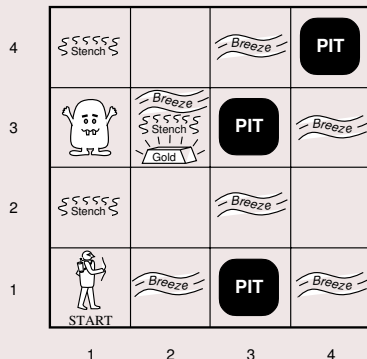 4
Stench
Breeze
PIT
3
Breeze
Stench
Gold
PIT
Breeze
2
Stench
Breeze
1
START
Breeze
PIT
Breeze
1 2 3 4